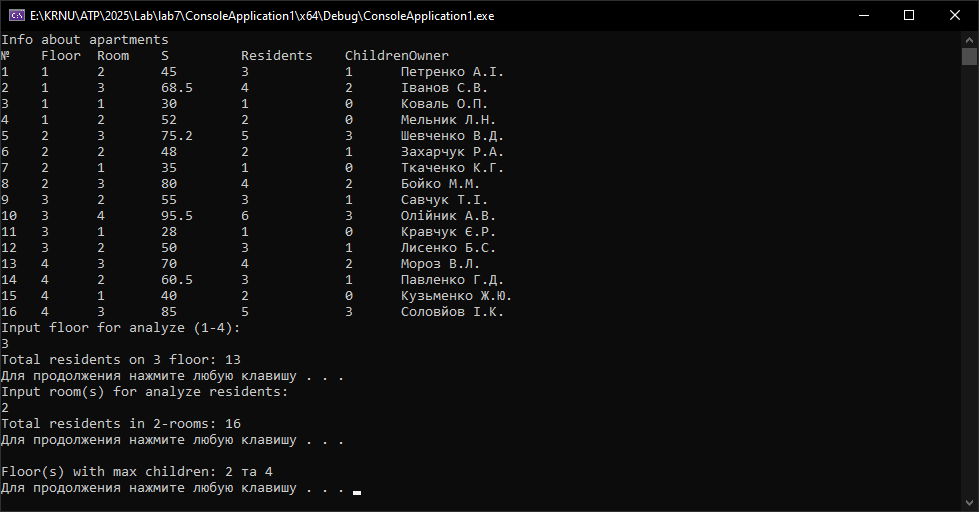 E:\KRNU\ATP\2025\Lab\lab7\ConsoleApplication1\x64\Debug\ConsoleApplication1.exe
Info about apartments
№ Floor Room S Residents ChildrenOwner
1 1 2 45 3 1 Петренко А.І.
2 1 3 68.5 4 2 Іванов С.В.
3 1 1 30 1 0 Коваль О.П.
4 1 2 52 2 0 Мельник Л.Н.
5 2 3 75.2 5 3 Шевченко В.Д.
6 2 2 48 2 1 Захарчук Р.А.
7 2 1 35 1 0 Ткаченко К.Г.
8 2 3 80 4 2 Бойко М.М.
9 3 2 55 3 1 Савчук Т.І.
10 3 4 95.5 6 3 Олійник А.В.
11 3 1 28 1 0 Кравчук Є.Р.
12 3 2 50 3 1 Лисенко Б.С.
13 4 3 70 4 2 Мороз В.Л.
14 4 2 60.5 3 1 Павленко Г.Д.
15 4 1 40 2 0 Кузьменко Ж.Ю.
16 4 3 85 5 3 Соловйов І.К.
Input floor for analyze (1-4):
3
Total residents on 3 floor: 13
Для продолжения нажмите любую клавишу . . .
Input room(s) for analyze residents:
2
Total residents in 2-rooms: 16
Для продолжения нажмите любую клавишу . . .
Floor(s) with max children: 2 та 4
Для продолжения нажмите любую клавишу . . .